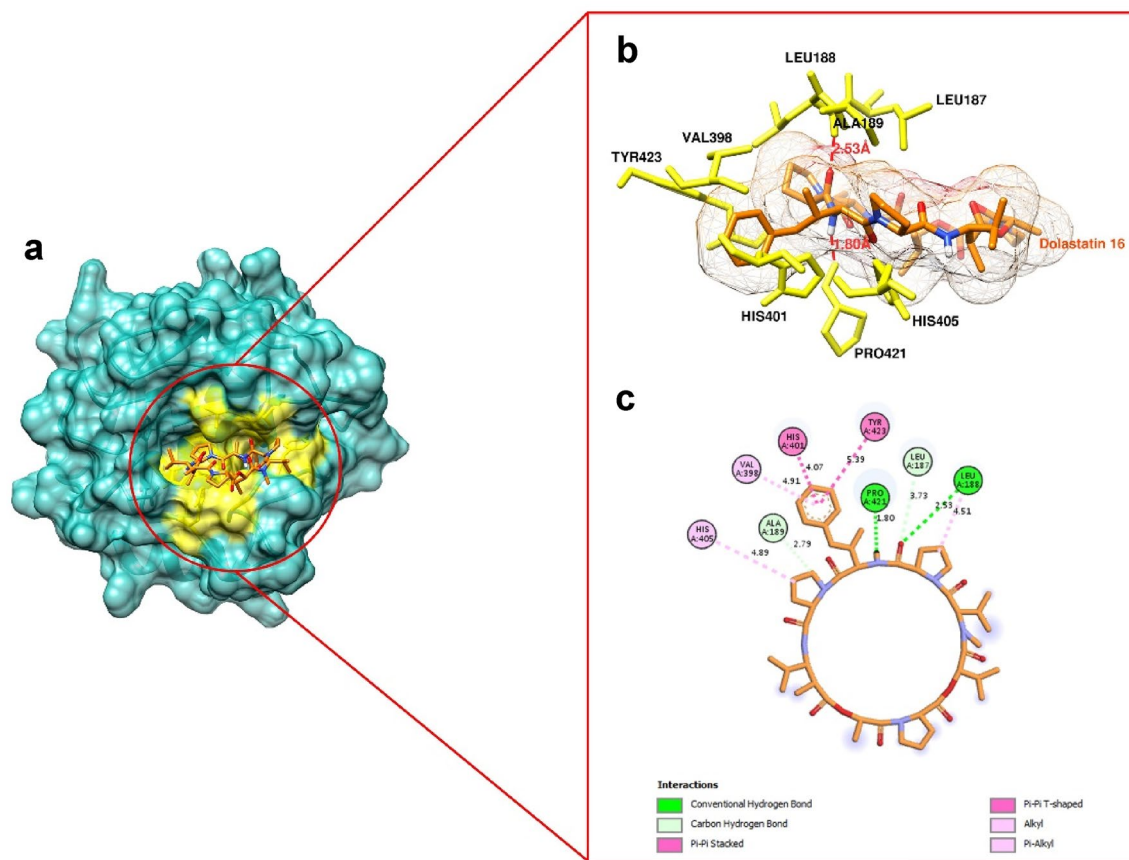 a
b
LEU188
LEU187
ALA189
2.53Å
VAL398
TYR423
Dolastatin 16
1.80Å
HIS401
HIS405
PRO421
c
TYR
A:423
HIS
A:401
4.07
5.39
LEU
A:187
VAL
A:398
4.91
LEU
A:188
PRO
A:421
3.73
2.53
4.51
1.80
ALA
A:189
HIS
A:405
2.79
4.89
Interactions
Conventional Hydrogen Bond
Carbon Hydrogen Bond
Pi-Pi Stacked
Pi-Pi T-shaped
Alkyl
Pi-Alkyl